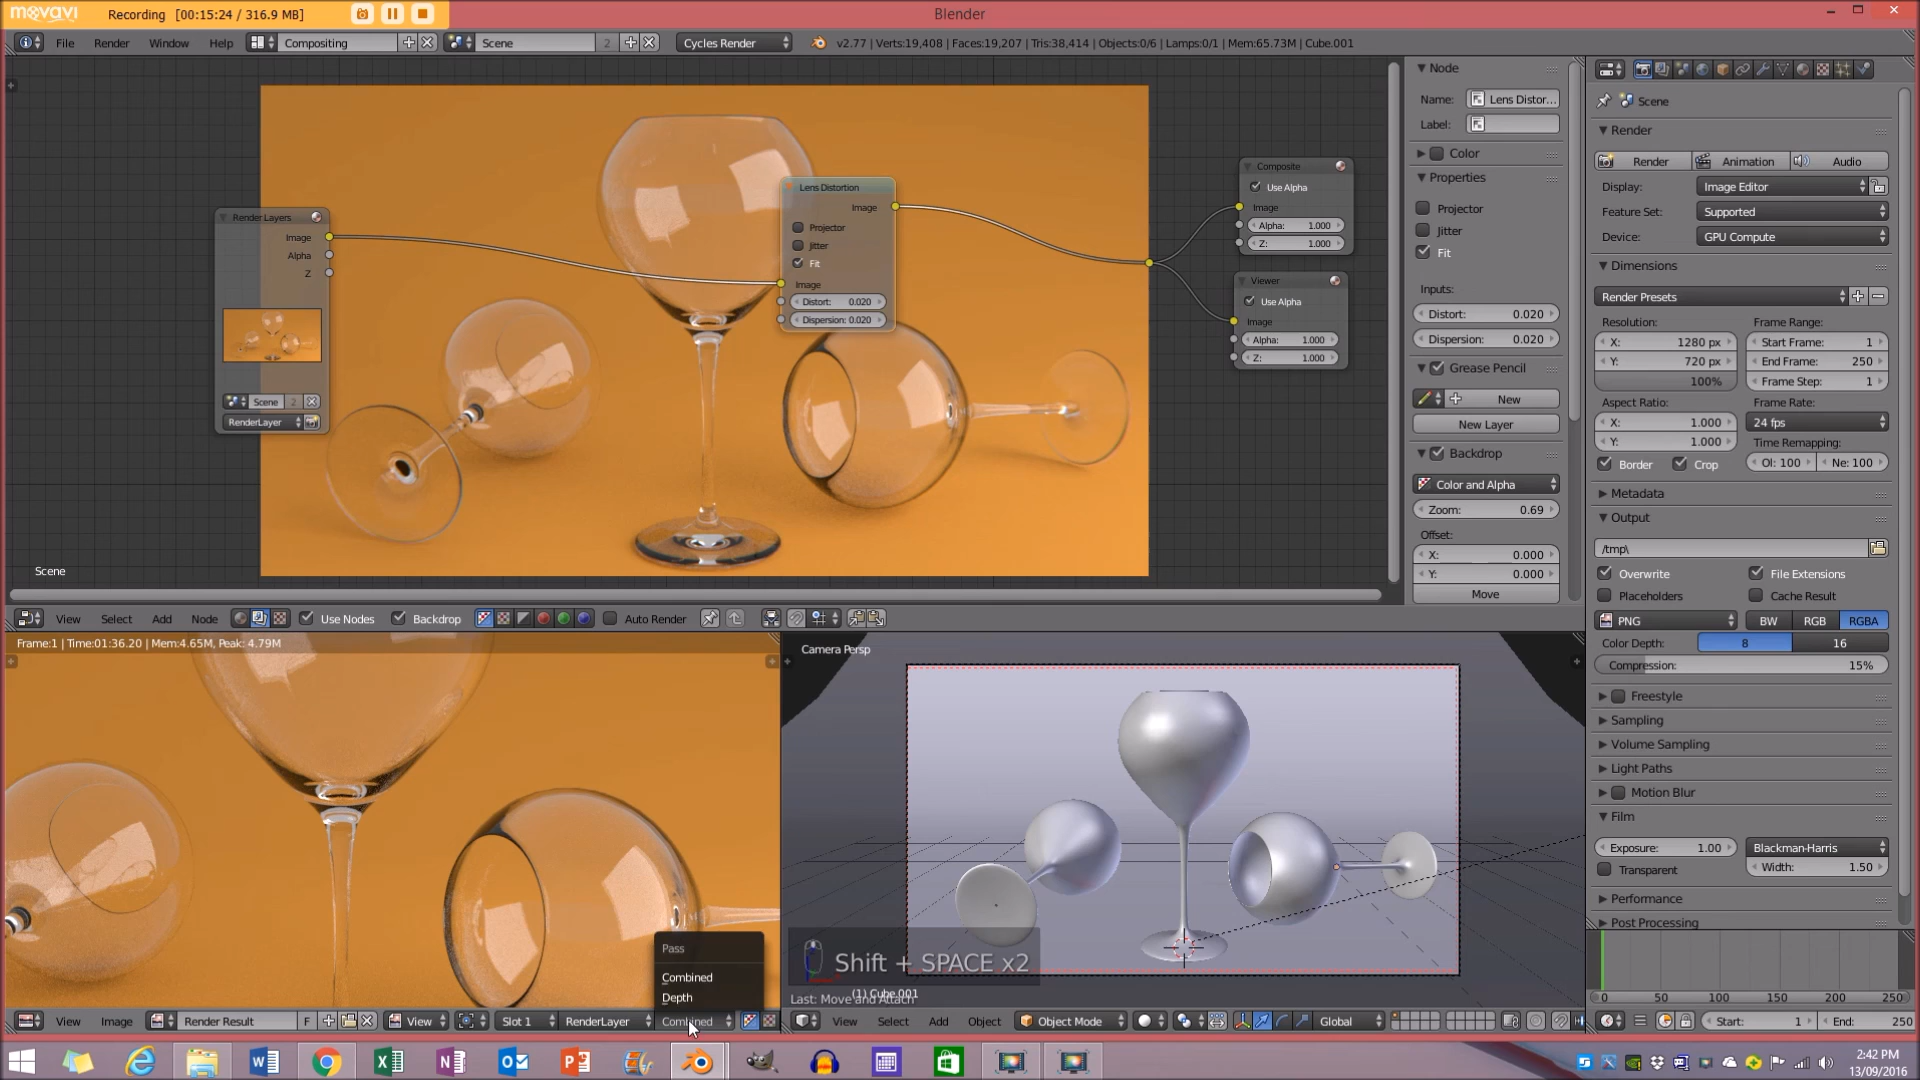 movavi Recording [00:15:24 / 316.9 MB]
Blender
File Render Window Help Compositing Scene 2 Cycles Render v2.77 | Verts:19,408 | Faces:19,207 | Tris:38,414 | Objects:0/6 | Lamps:0/1 | Mem:65.73M | Cube.001
Render Layers
Image
Alpha
Z
Scene 2
RenderLayer
Lens Distortion
Image
Projector
Jitter
Fit
Image
Distort: 0.020
Dispersion: 0.020
Composite
Use Alpha
Image
Alpha: 1.000
Z: 1.000
Viewer
Use Alpha
Image
Alpha: 1.000
Z: 1.000
Scene
Node
Name: Lens Distor...
Label:
Color
Properties
Projector
Jitter
Fit
Inputs:
Distort: 0.020
Dispersion: 0.020
Grease Pencil
New
New Layer
Backdrop
Color and Alpha
Zoom: 0.69
Offset:
X: 0.000
Y: 0.000
Move
Scene
Render
Render Animation Audio
Display: Image Editor
Feature Set: Supported
Device: GPU Compute
Dimensions
Render Presets
Resolution: Frame Range:
X: 1280 px Start Frame: 1
Y: 720 px End Frame: 250
100% Frame Step: 1
Aspect Ratio: Frame Rate:
X: 1.000 24 fps
Y: 1.000 Time Remapping:
Border Crop Ol: 100 Ne: 100
Metadata
Output
/tmp\
Overwrite File Extensions
Placeholders Cache Result
PNG BW RGB RGBA
Color Depth: 8 16
Compression: 15%
Freestyle
Sampling
Volume Sampling
Light Paths
Motion Blur
Film
Exposure: 1.00 Blackman-Harris
Transparent Width: 1.50
Performance
Post Processing
View Select Add Node Use Nodes Backdrop Auto Render
Frame:1 | Time:01:36.20 | Mem:4.65M, Peak: 4.79M
Pass
Combined
Depth
View Image Render Result F View Slot 1 RenderLayer Combined
Camera Persp
Shift + SPACE x2
(1) Cube.001
Last: Move and Attach
View Select Add Object Object Mode Global
0 50 100 150 200 250
Start: 1 End: 250
2:42 PM
13/09/2016